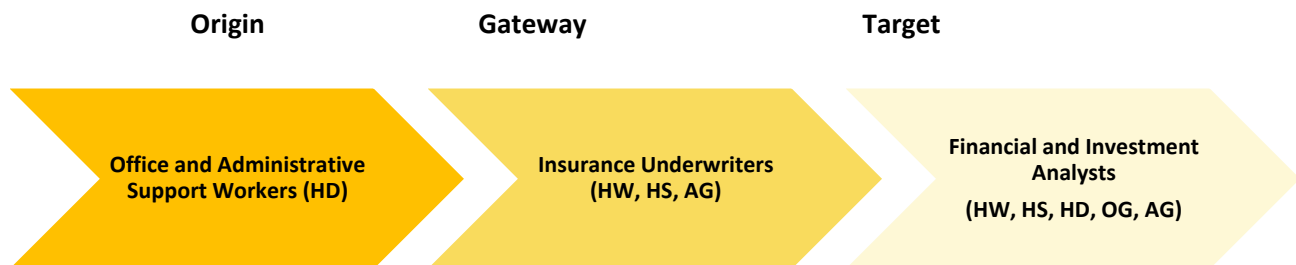 Origin
Gateway
Target
Office and Administrative
Support Workers (HD)
Insurance Underwriters
(HW, HS, AG)
Financial and Investment
Analysts
(HW, HS, HD, OG, AG)